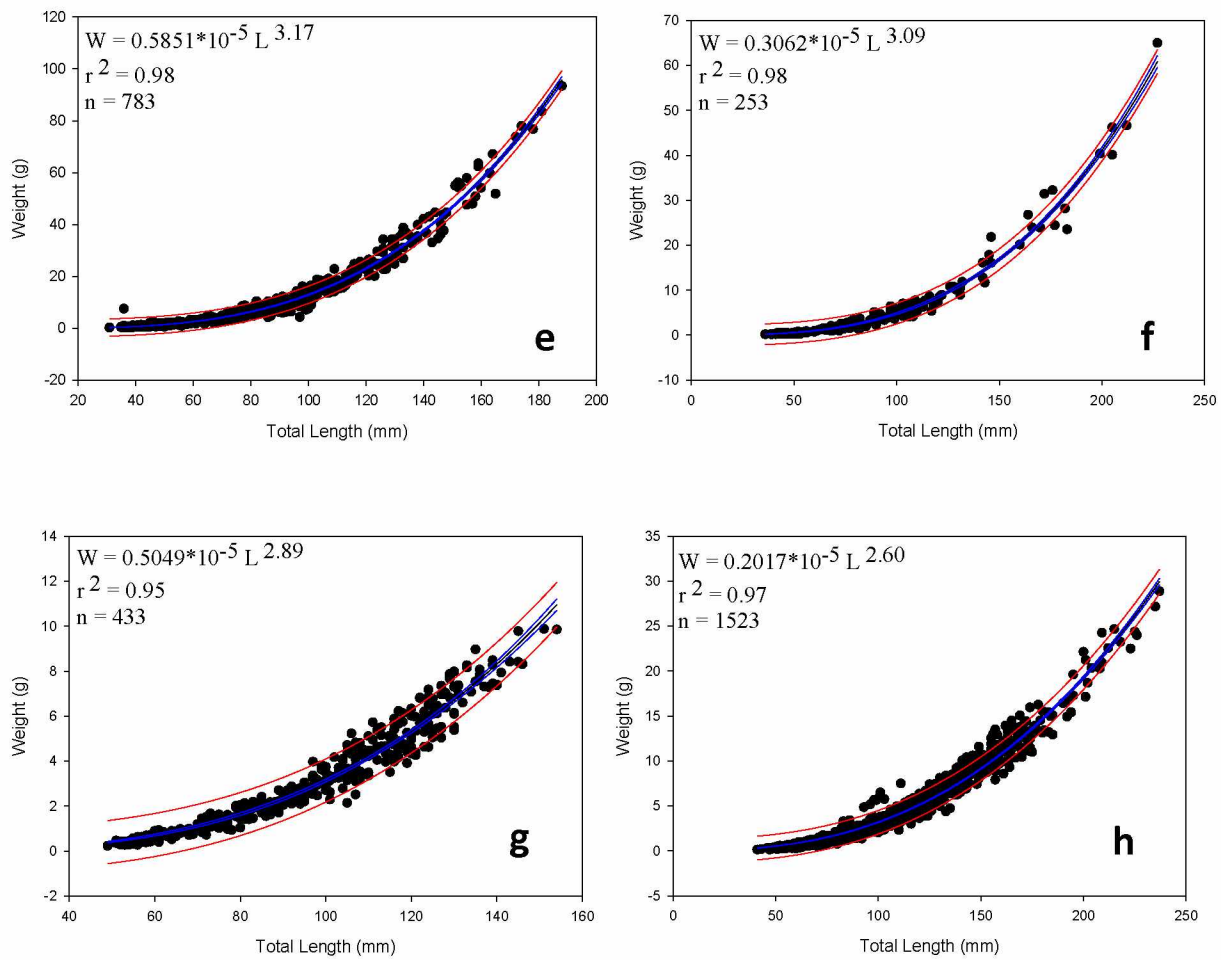 W = 0.5851*10-5 L 3.17
r 2 = 0.98
n = 783
120
100
80
60
40
20
0
-20
Weight (g)
20 40 60 80 100 120 140 160 180 200
Total Length (mm)
e
W = 0.3062*10-5 L 3.09
r 2 = 0.98
n = 253
70
60
50
40
30
20
10
0
-10
Weight (g)
0 50 100 150 200 250
Total Length (mm)
f
W = 0.5049*10-5 L 2.89
r 2 = 0.95
n = 433
14
12
10
8
6
4
2
0
-2
Weight (g)
40 60 80 100 120 140 160
Total Length (mm)
g
W = 0.2017*10-5 L 2.60
r 2 = 0.97
n = 1523
35
30
25
20
15
10
5
0
-5
Weight (g)
0 50 100 150 200 250
Total Length (mm)
h